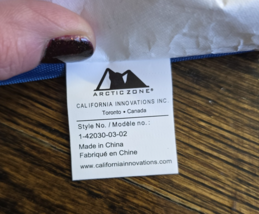 ARCTIC ZONE®
CALIFORNIA INNOVATIONS INC.
Toronto • Canada
Style No. / Modèle no.:
1-42030-03-02
Made in China
Fabriqué en Chine
www.californiainnovations.com